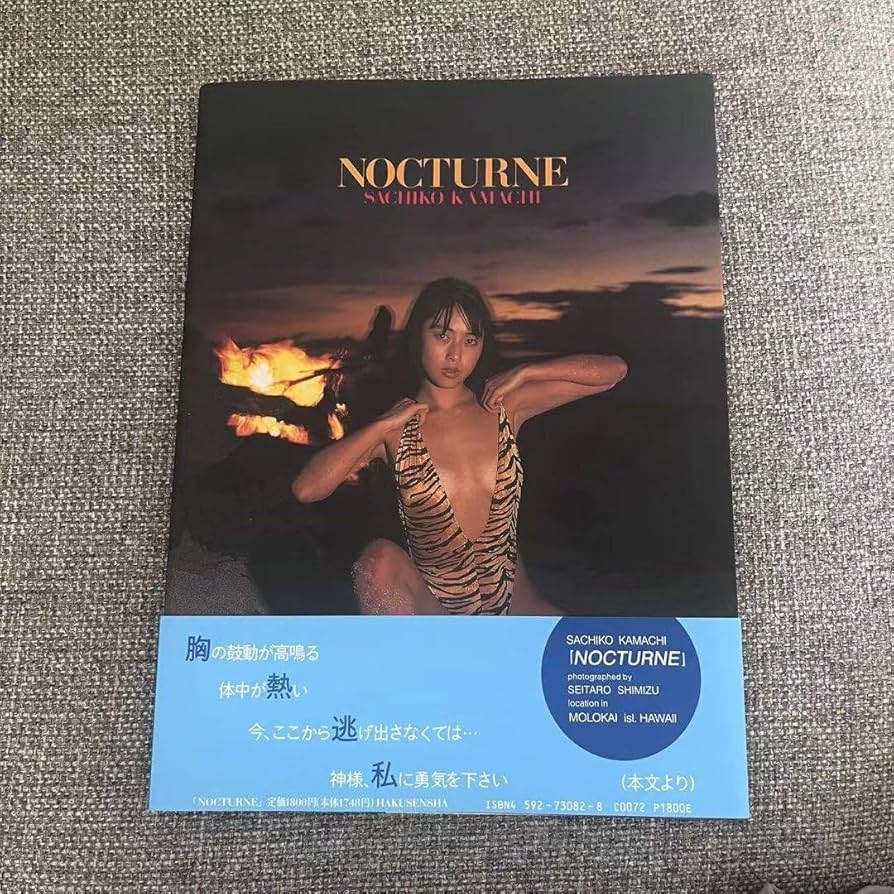 NOCTURNE
SACHIKO KAMACHI
胸の鼓動が高鳴る
体中が熱い
今、ここから逃げ出さなくては…
神様、私に勇気を下さい
(本文より)
SACHIKO KAMACHI
「NOCTURNE」
photographed by
SEITARO SHIMIZU
location in
MOLOKAI isl. HAWAII
「NOCTURNE」定価1800円(本体1748円) HAKUSENSHA
ISBN4-592-73082-8 C0072 P1800E